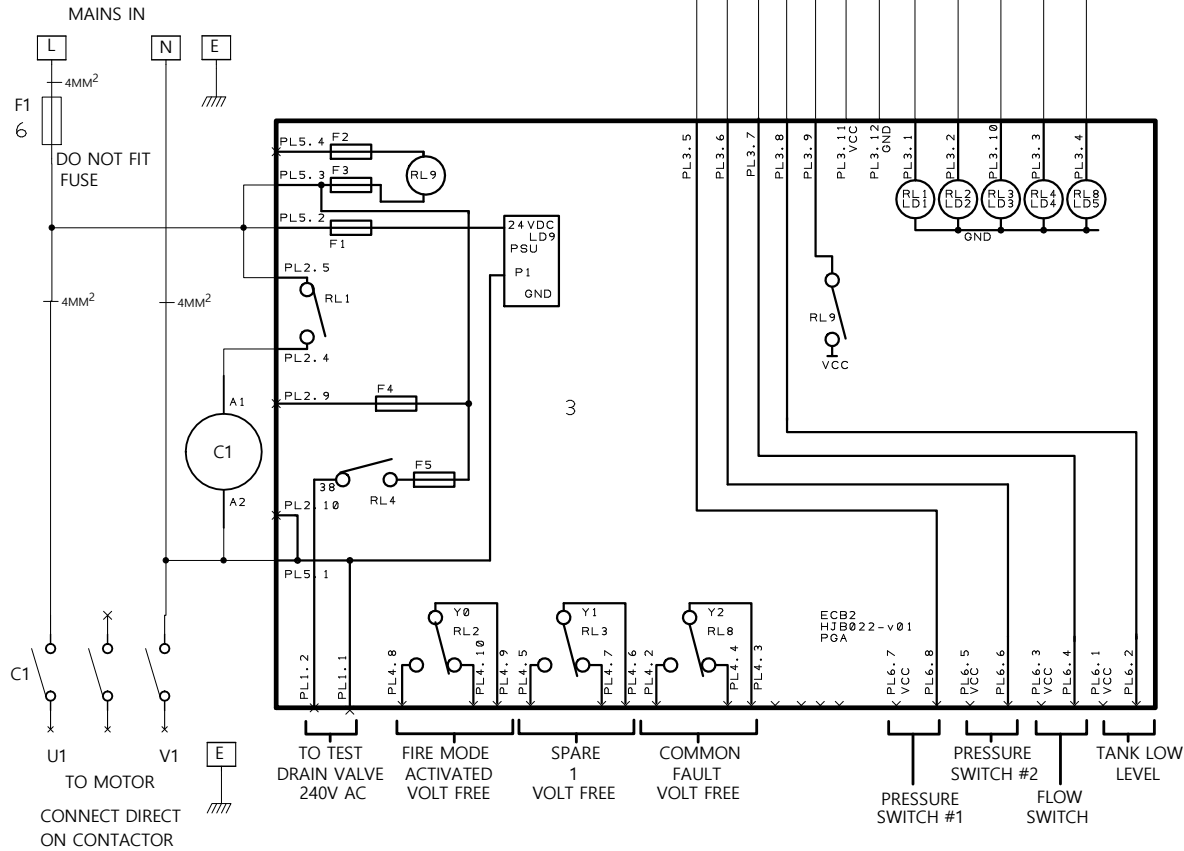 MAINS IN
L
N
E
4MM²
F1
6
DO NOT FIT
FUSE
4MM²
4MM²
PL5.4
F2
PL5.3
F3
RL9
PL5.2
F1
24VDC
LD9
PSU
P1
GND
PL2.5
RL1
PL2.4
PL2.9
F4
A1
C1
A2
3
F5
38
RL4
PL2.10
PL5.1
PL3.5
PL3.6
PL3.7
PL3.8
PL3.9
PL3.11
VCC
PL3.12
GND
PL3.1
PL3.2
PL3.10
PL3.3
PL3.4
RL1
LD1
RL2
LD2
RL3
LD3
RL4
LD4
RL8
LD5
GND
RL9
VCC
C1
U1
V1
TO MOTOR
CONNECT DIRECT
ON CONTACTOR
E
PL1.2
PL1.1
PL4.8
Y0
RL2
PL4.10
PL4.9
PL4.5
Y1
RL3
PL4.7
PL4.6
PL4.2
Y2
RL8
PL4.4
PL4.3
ECB2
HJB022-v01
PGA
PL6.7
VCC
PL6.8
PL6.5
VCC
PL6.6
PL6.3
VCC
PL6.4
PL6.1
VCC
PL6.2
TO TEST
DRAIN VALVE
240V AC
FIRE MODE
ACTIVATED
VOLT FREE
SPARE
1
VOLT FREE
COMMON
FAULT
VOLT FREE
PRESSURE
SWITCH #1
PRESSURE
SWITCH #2
FLOW
SWITCH
TANK LOW
LEVEL